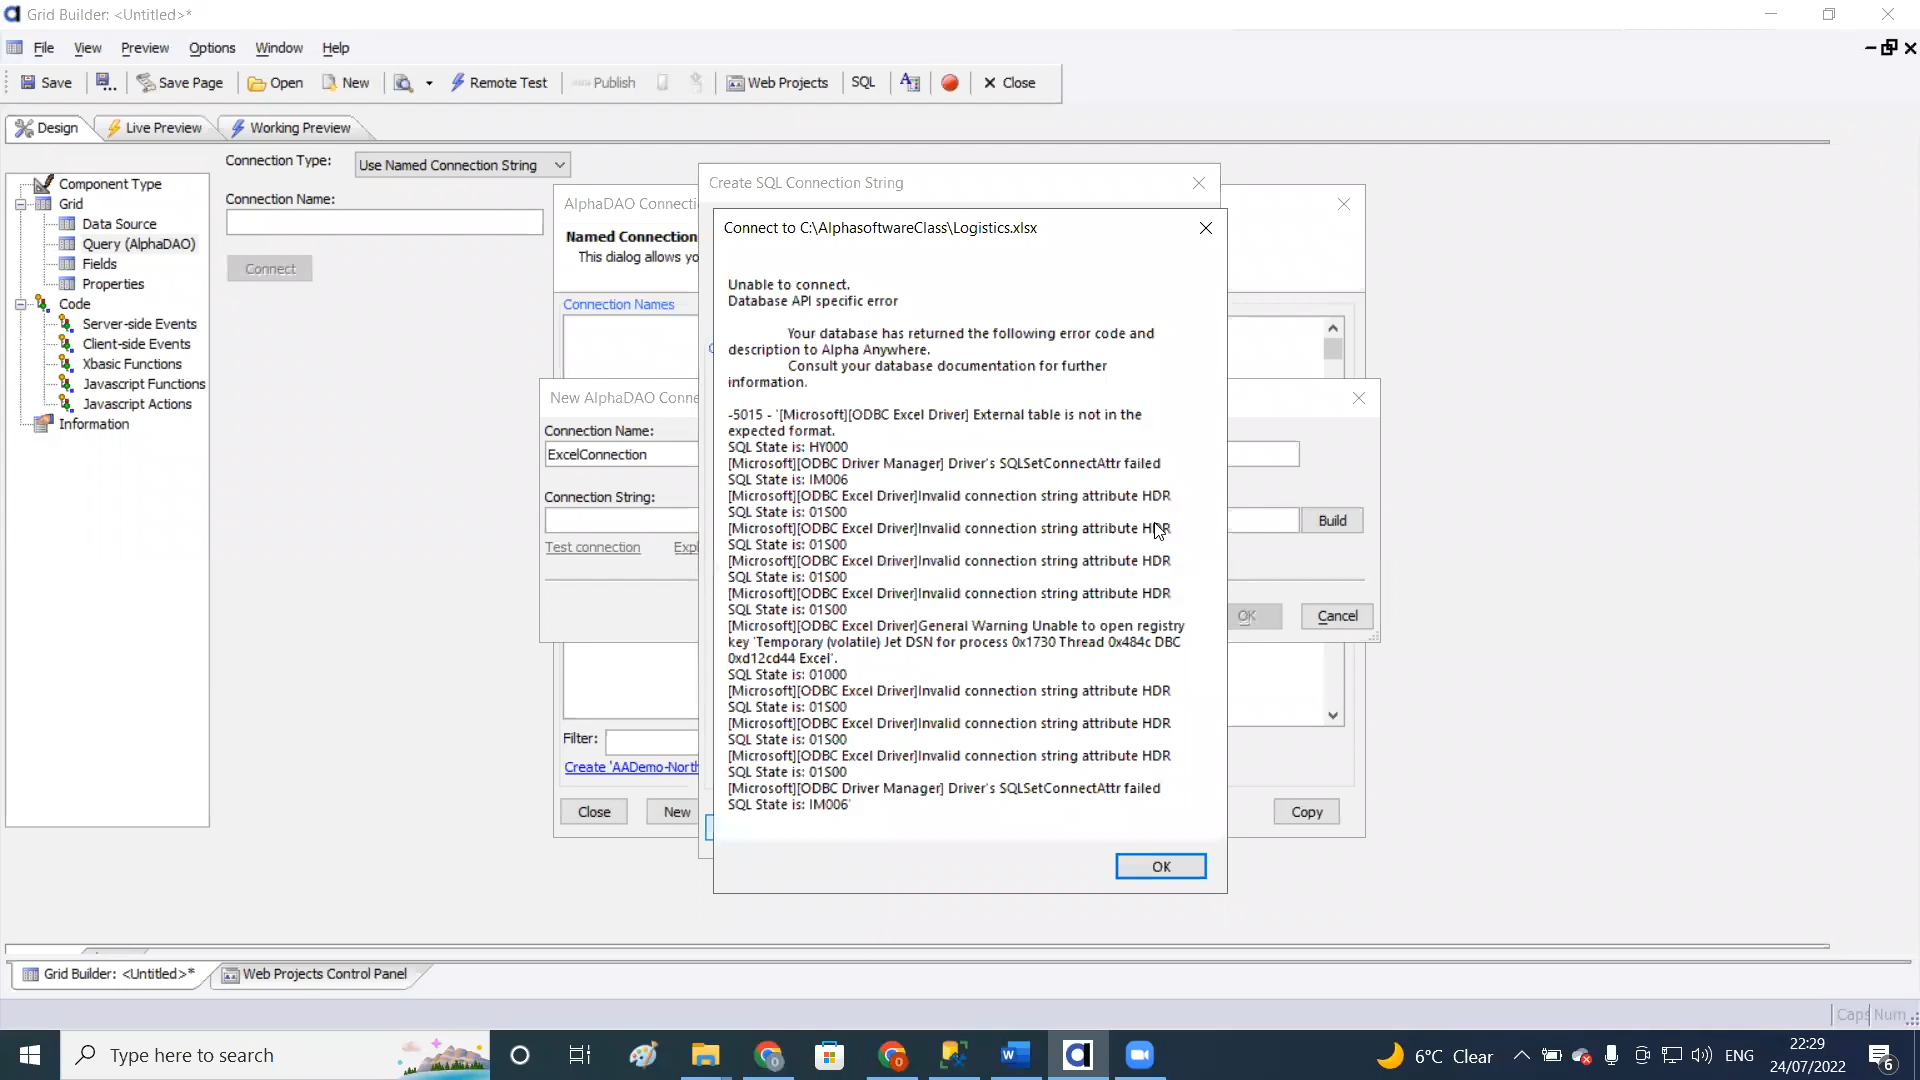 Grid Builder: <Untitled>*
File View Preview Options Window Help
Save Save Page Open New Remote Test Publish Web Projects SQL Close
Design Live Preview Working Preview
Connection Type: Use Named Connection String
Connection Name:
Connect
Component Type
Grid
Data Source
Query (AlphaDAO)
Fields
Properties
Code
Server-side Events
Client-side Events
Xbasic Functions
Javascript Functions
Javascript Actions
Information
AlphaDAO Connecti
Named Connection
This dialog allows yo
Connection Names
New AlphaDAO Conne
Connection Name:
ExcelConnection
Connection String:
Build
Test connection Expl
OK Cancel
Filter:
Create 'AADemo-North
Close New Copy
Create SQL Connection String
Connect to C:\AlphasoftwareClass\Logistics.xlsx
Unable to connect.
Database API specific error
Your database has returned the following error code and
description to Alpha Anywhere.
Consult your database documentation for further
information.
-5015 - '[Microsoft][ODBC Excel Driver] External table is not in the
expected format.
SQL State is: HY000
[Microsoft][ODBC Driver Manager] Driver's SQLSetConnectAttr failed
SQL State is: IM006
[Microsoft][ODBC Excel Driver]Invalid connection string attribute HDR
SQL State is: 01S00
[Microsoft][ODBC Excel Driver]Invalid connection string attribute HDR
SQL State is: 01S00
[Microsoft][ODBC Excel Driver]Invalid connection string attribute HDR
SQL State is: 01S00
[Microsoft][ODBC Excel Driver]Invalid connection string attribute HDR
SQL State is: 01S00
[Microsoft][ODBC Excel Driver]General Warning Unable to open registry
key 'Temporary (volatile) Jet DSN for process 0x1730 Thread 0x484c DBC
0xd12cd44 Excel'.
SQL State is: 01000
[Microsoft][ODBC Excel Driver]Invalid connection string attribute HDR
SQL State is: 01S00
[Microsoft][ODBC Excel Driver]Invalid connection string attribute HDR
SQL State is: 01S00
[Microsoft][ODBC Excel Driver]Invalid connection string attribute HDR
SQL State is: 01S00
[Microsoft][ODBC Driver Manager] Driver's SQLSetConnectAttr failed
SQL State is: IM006'
OK
Grid Builder: <Untitled>* Web Projects Control Panel
Caps Num
Type here to search
6°C Clear
ENG
22:29
24/07/2022
6